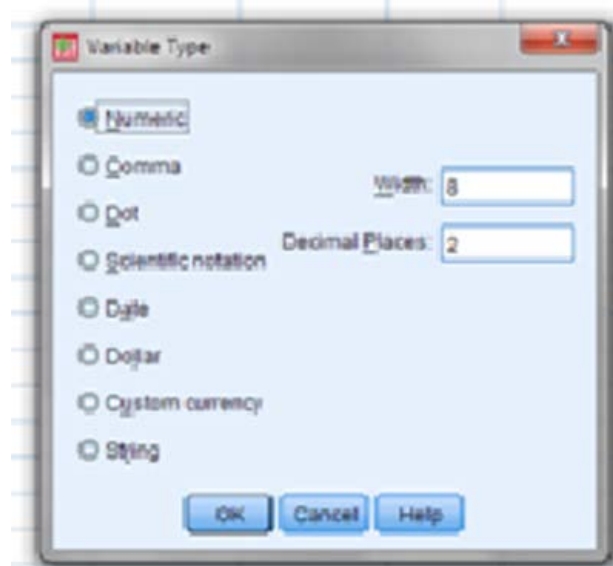 Variable Type
Numeric
Comma
Width: 8
Dot
Decimal Places: 2
Scientific notation
Date
Dollar
Custom currency
String
OK Cancel Help